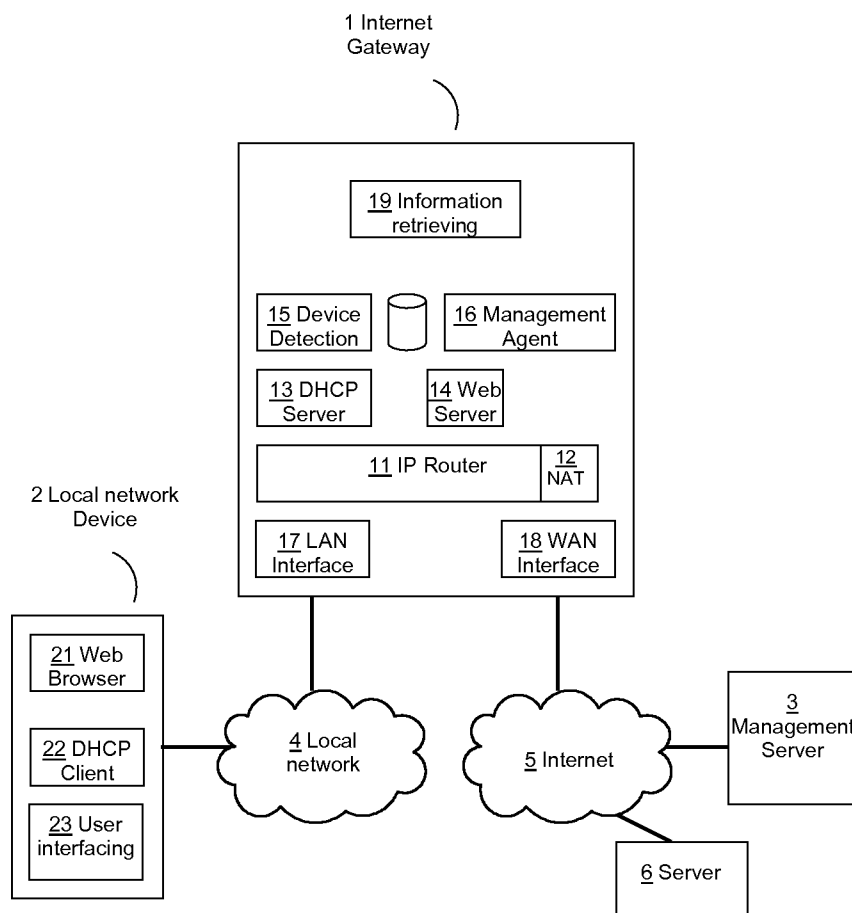 1 Internet
Gateway
19 Information
retrieving
15 Device
Detection
16 Management
Agent
13 DHCP
Server
14 Web
Server
11 IP Router
12
NAT
17 LAN
Interface
18 WAN
Interface
2 Local network
Device
21 Web
Browser
22 DHCP
Client
23 User
interfacing
4 Local
network
5 Internet
3
Management
Server
6 Server